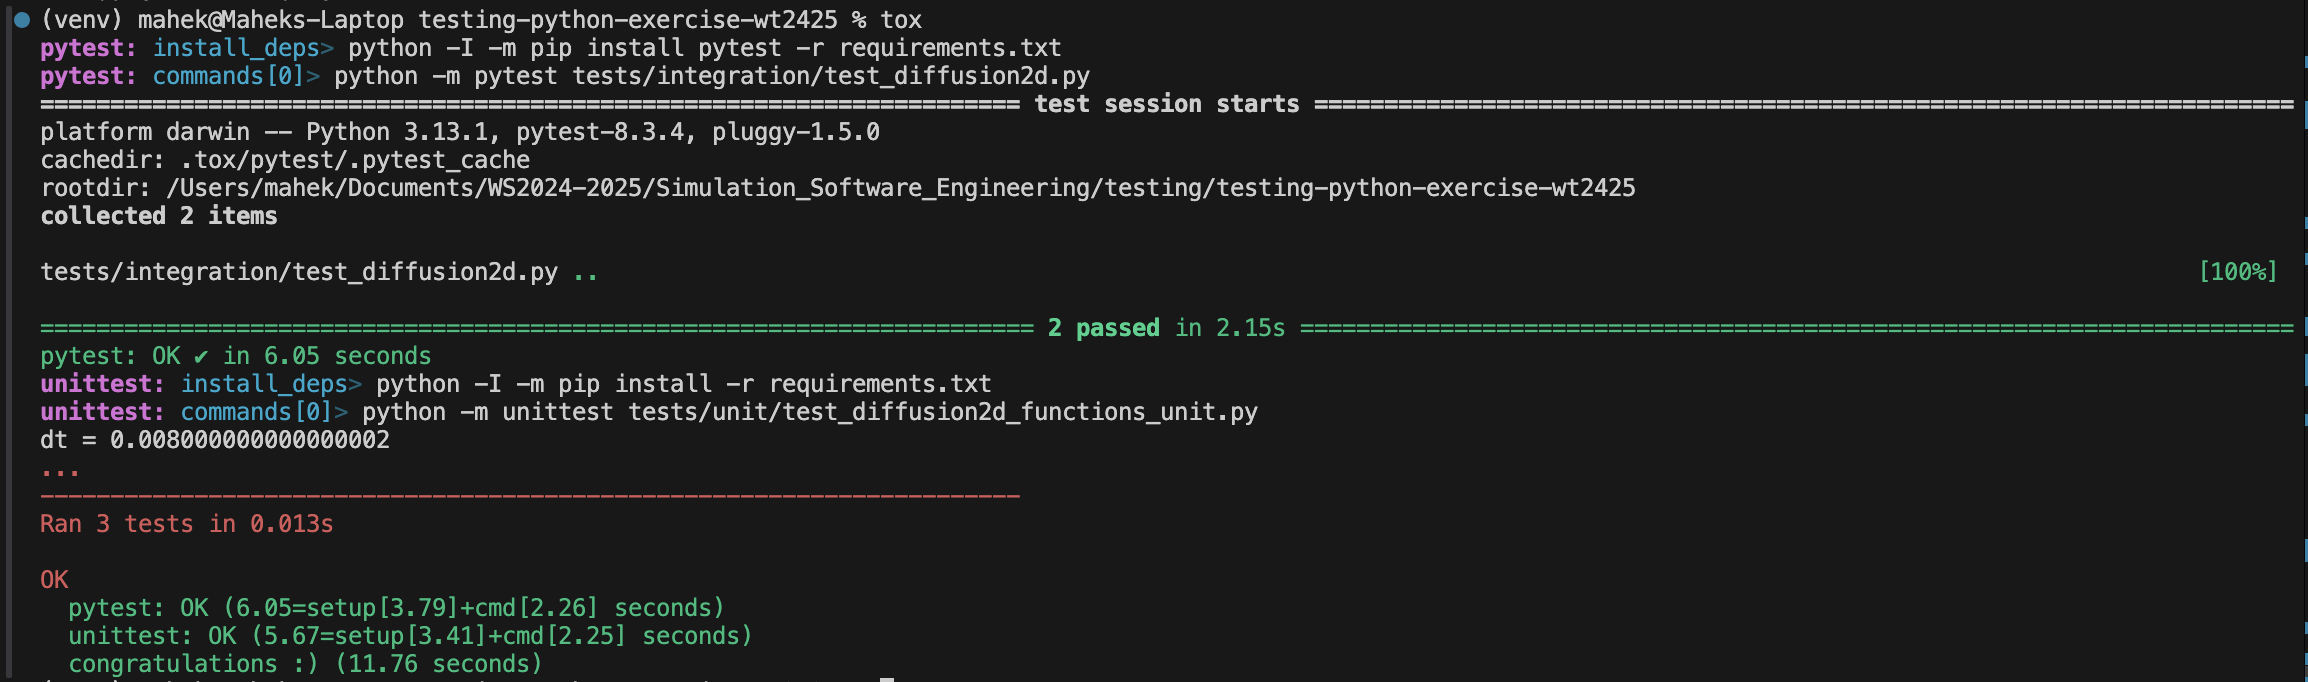 (venv) mahek@Maheks-Laptop testing-python-exercise-wt2425 % tox
pytest: install_deps> python -I -m pip install pytest -r requirements.txt
pytest: commands[0]> python -m pytest tests/integration/test_diffusion2d.py
====================================================================== test session starts ======================================================================
platform darwin -- Python 3.13.1, pytest-8.3.4, pluggy-1.5.0
cachedir: .tox/pytest/.pytest_cache
rootdir: /Users/mahek/Documents/WS2024-2025/Simulation_Software_Engineering/testing/testing-python-exercise-wt2425
collected 2 items
tests/integration/test_diffusion2d.py .. [100%]
======================================================================= 2 passed in 2.15s =======================================================================
pytest: OK ✔ in 6.05 seconds
unittest: install_deps> python -I -m pip install -r requirements.txt
unittest: commands[0]> python -m unittest tests/unit/test_diffusion2d_functions_unit.py
dt = 0.008000000000000002
...
----------------------------------------------------------------------
Ran 3 tests in 0.013s
OK
pytest: OK (6.05=setup[3.79]+cmd[2.26] seconds)
unittest: OK (5.67=setup[3.41]+cmd[2.25] seconds)
congratulations :) (11.76 seconds)